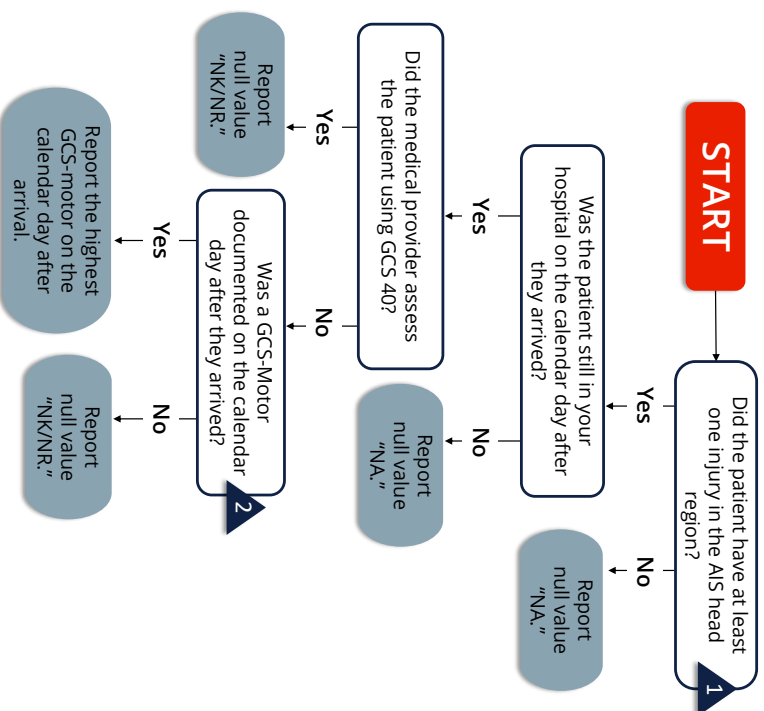 START
Did the patient have at least
one injury in the AIS head
region?
1
Yes
No
Was the patient still in your
hospital on the calendar day after
they arrived?
Report
null value
“NA.”
Yes
No
Did the medical provider assess
the patient using GCS 40?
Report
null value
“NA.”
Yes
No
Report
null value
“NK/NR.”
Was a GCS-Motor
documented on the calendar
day after they arrived?
2
Yes
No
Report the highest
GCS-motor on the
calendar day after
arrival.
Report
null value
“NK/NR.”